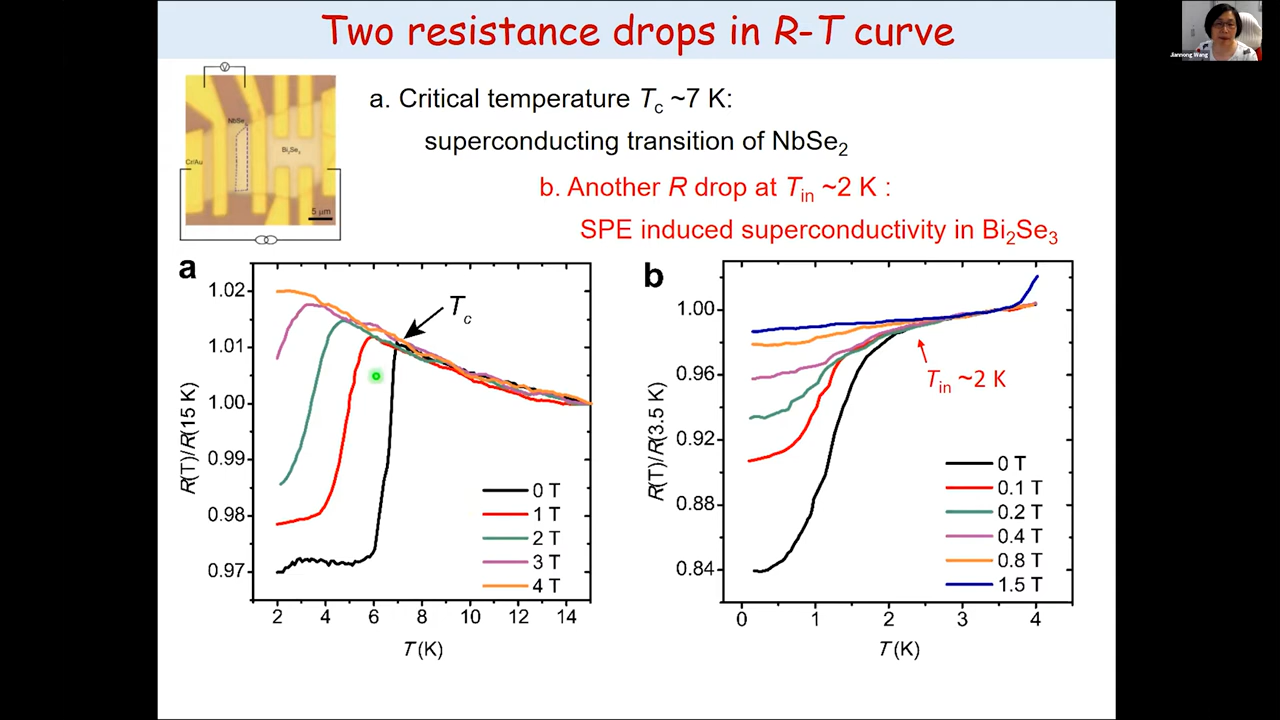 Two resistance drops in R-T curve
Jiannong Wang
V
NbSe₂
Cr/Au
Bi₂Se₃
5 μm
a. Critical temperature Tc ~7 K:
superconducting transition of NbSe₂
b. Another R drop at Tin ~2 K :
SPE induced superconductivity in Bi₂Se₃
a
R(T)/R(15 K)
1.02
1.01
1.00
0.99
0.98
0.97
Tc
0 T
1 T
2 T
3 T
4 T
2 4 6 8 10 12 14
T (K)
b
R(T)/R(3.5 K)
1.00
0.96
0.92
0.88
0.84
Tin ~2 K
0 T
0.1 T
0.2 T
0.4 T
0.8 T
1.5 T
0 1 2 3 4
T (K)